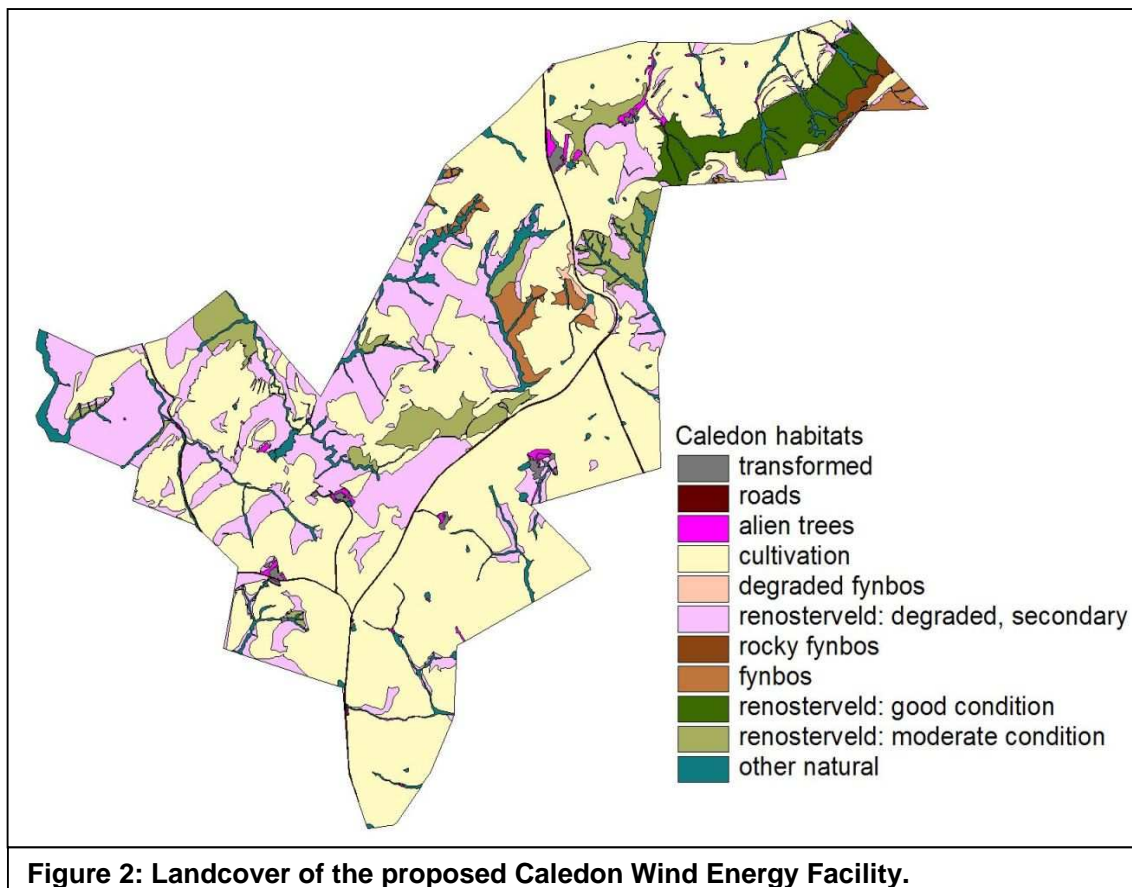 Caledon habitats
transformed
roads
alien trees
cultivation
degraded fynbos
renosterveld: degraded, secondary
rocky fynbos
fynbos
renosterveld: good condition
renosterveld: moderate condition
other natural
Figure 2: Landcover of the proposed Caledon Wind Energy Facility.